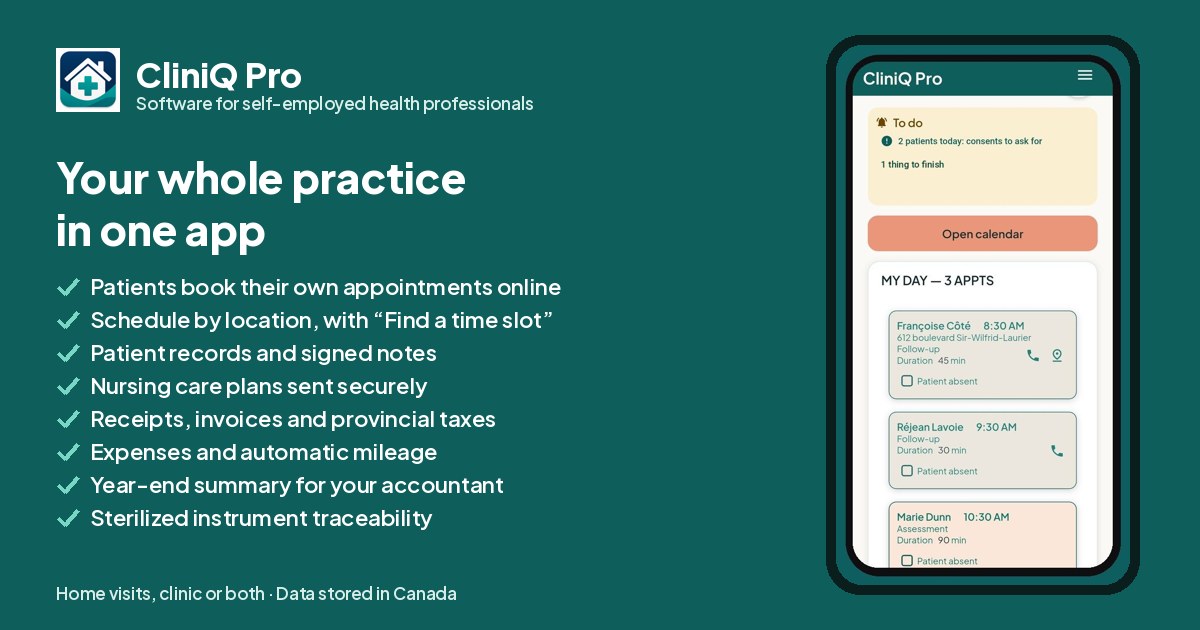 CliniQ Pro
Software for self-employed health professionals
Your whole practice
in one app
Patients book their own appointments online
Schedule by location, with “Find a time slot”
Patient records and signed notes
Nursing care plans sent securely
Receipts, invoices and provincial taxes
Expenses and automatic mileage
Year-end summary for your accountant
Sterilized instrument traceability
Home visits, clinic or both · Data stored in Canada
CliniQ Pro
To do
2 patients today: consents to ask for
1 thing to finish
Open calendar
MY DAY — 3 APPTS
Françoise Côté 8:30 AM
612 boulevard Sir-Wilfrid-Laurier
Follow-up
Duration 45 min
Patient absent
Réjean Lavoie 9:30 AM
Follow-up
Duration 30 min
Patient absent
Marie Dunn 10:30 AM
Assessment
Duration 90 min
Patient absent